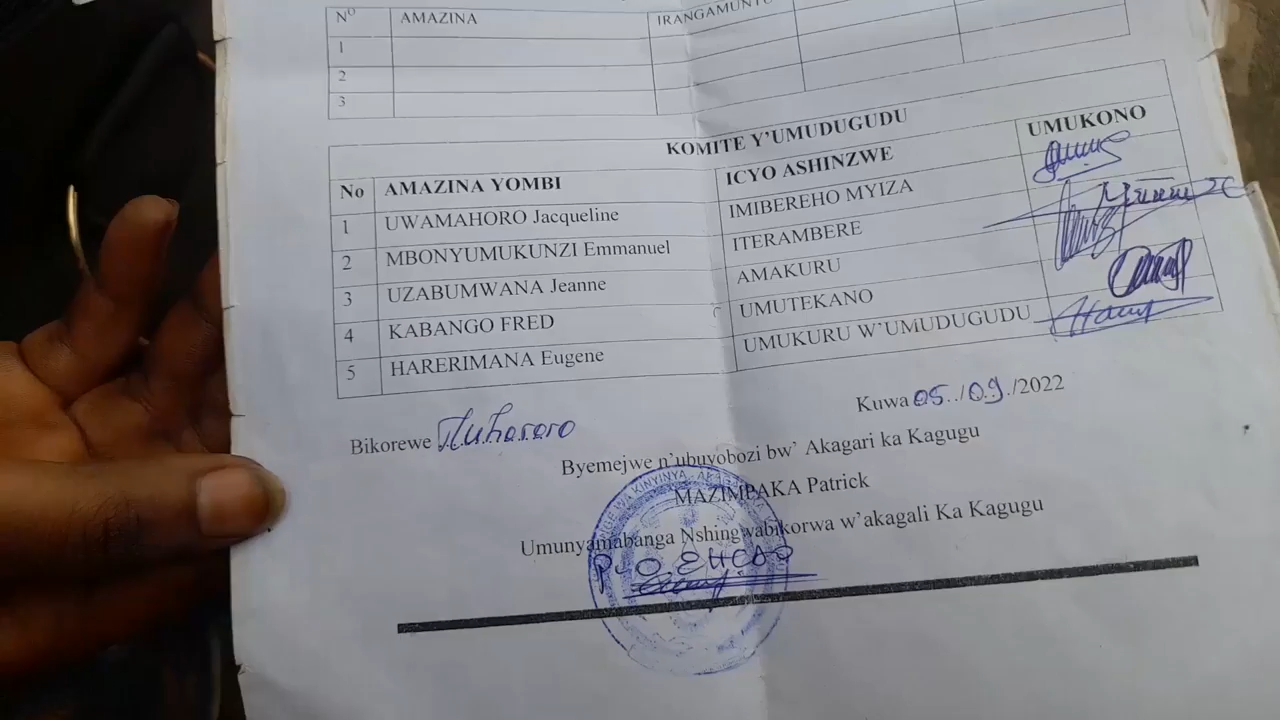 Nº AMAZINA IRANGAMUNTU
1
2
3
KOMITE Y'UMUDUGUDU
No AMAZINA YOMBI ICYO ASHINZWE UMUKONO
1 UWAMAHORO Jacqueline IMIBEREHO MYIZA
2 MBONYUMUKUNZI Emmanuel ITERAMBERE
3 UZABUMWANA Jeanne AMAKURU
4 KABANGO FRED UMUTEKANO
5 HARERIMANA Eugene UMUKURU W'UMUDUGUDU
Kuwa 05../09./2022
Bikorewe
Byemejwe n'ubuyobozi bw' Akagari ka Kagugu
MAZIMPAKA Patrick
Umunyamabanga Nshingwabikorwa w'akagali Ka Kagugu